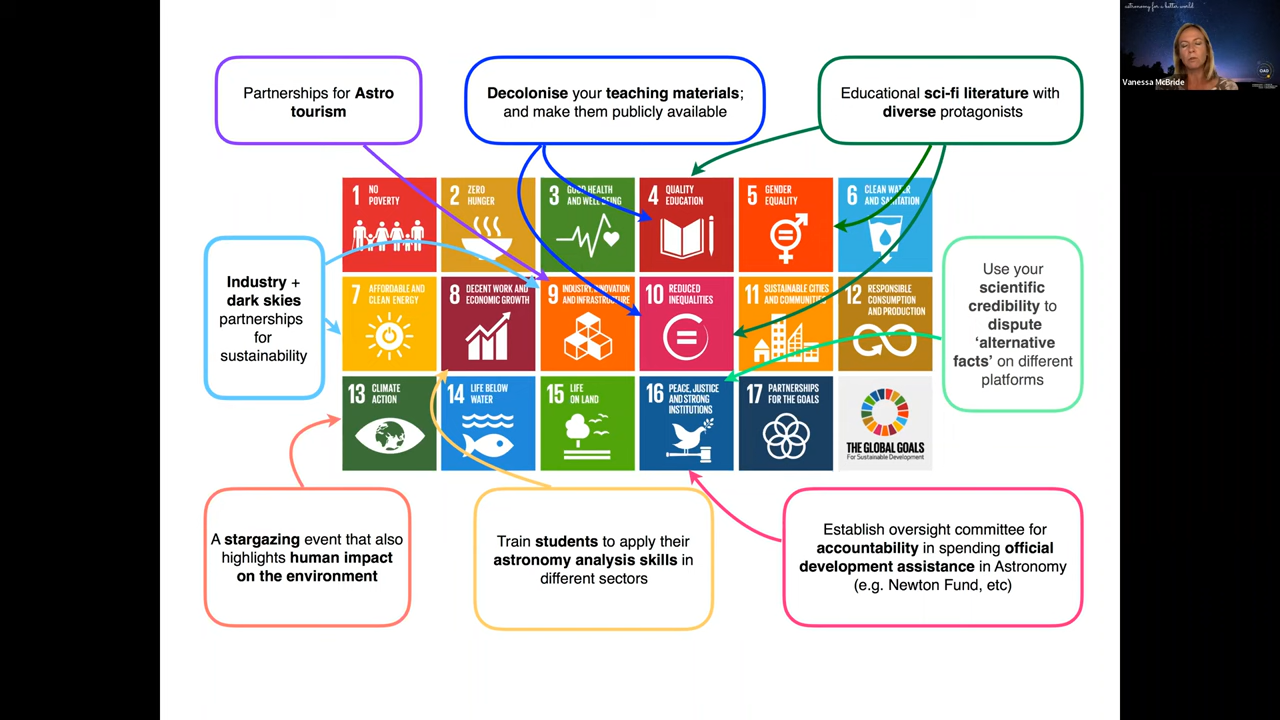 astronomy for a better world
Vanessa McBride
OAD
Partnerships for Astro
tourism
Decolonise your teaching materials;
and make them publicly available
Educational sci-fi literature with
diverse protagonists
1 NO
POVERTY
2 ZERO
HUNGER
3 GOOD HEALTH
AND WELL-BEING
4 QUALITY
EDUCATION
5 GENDER
EQUALITY
6 CLEAN WATER
AND SANITATION
Industry +
dark skies
partnerships
for
sustainability
7 AFFORDABLE AND
CLEAN ENERGY
8 DECENT WORK AND
ECONOMIC GROWTH
9 INDUSTRY, INNOVATION
AND INFRASTRUCTURE
10 REDUCED
INEQUALITIES
11 SUSTAINABLE CITIES
AND COMMUNITIES
12 RESPONSIBLE
CONSUMPTION
AND PRODUCTION
Use your
scientific
credibility to
dispute
‘alternative
facts’ on different
platforms
13 CLIMATE
ACTION
14 LIFE BELOW
WATER
15 LIFE
ON LAND
16 PEACE, JUSTICE
AND STRONG
INSTITUTIONS
17 PARTNERSHIPS
FOR THE GOALS
THE GLOBAL GOALS
For Sustainable Development
A stargazing event that also
highlights human impact
on the environment
Train students to apply their
astronomy analysis skills in
different sectors
Establish oversight committee for
accountability in spending official
development assistance in Astronomy
(e.g. Newton Fund, etc)